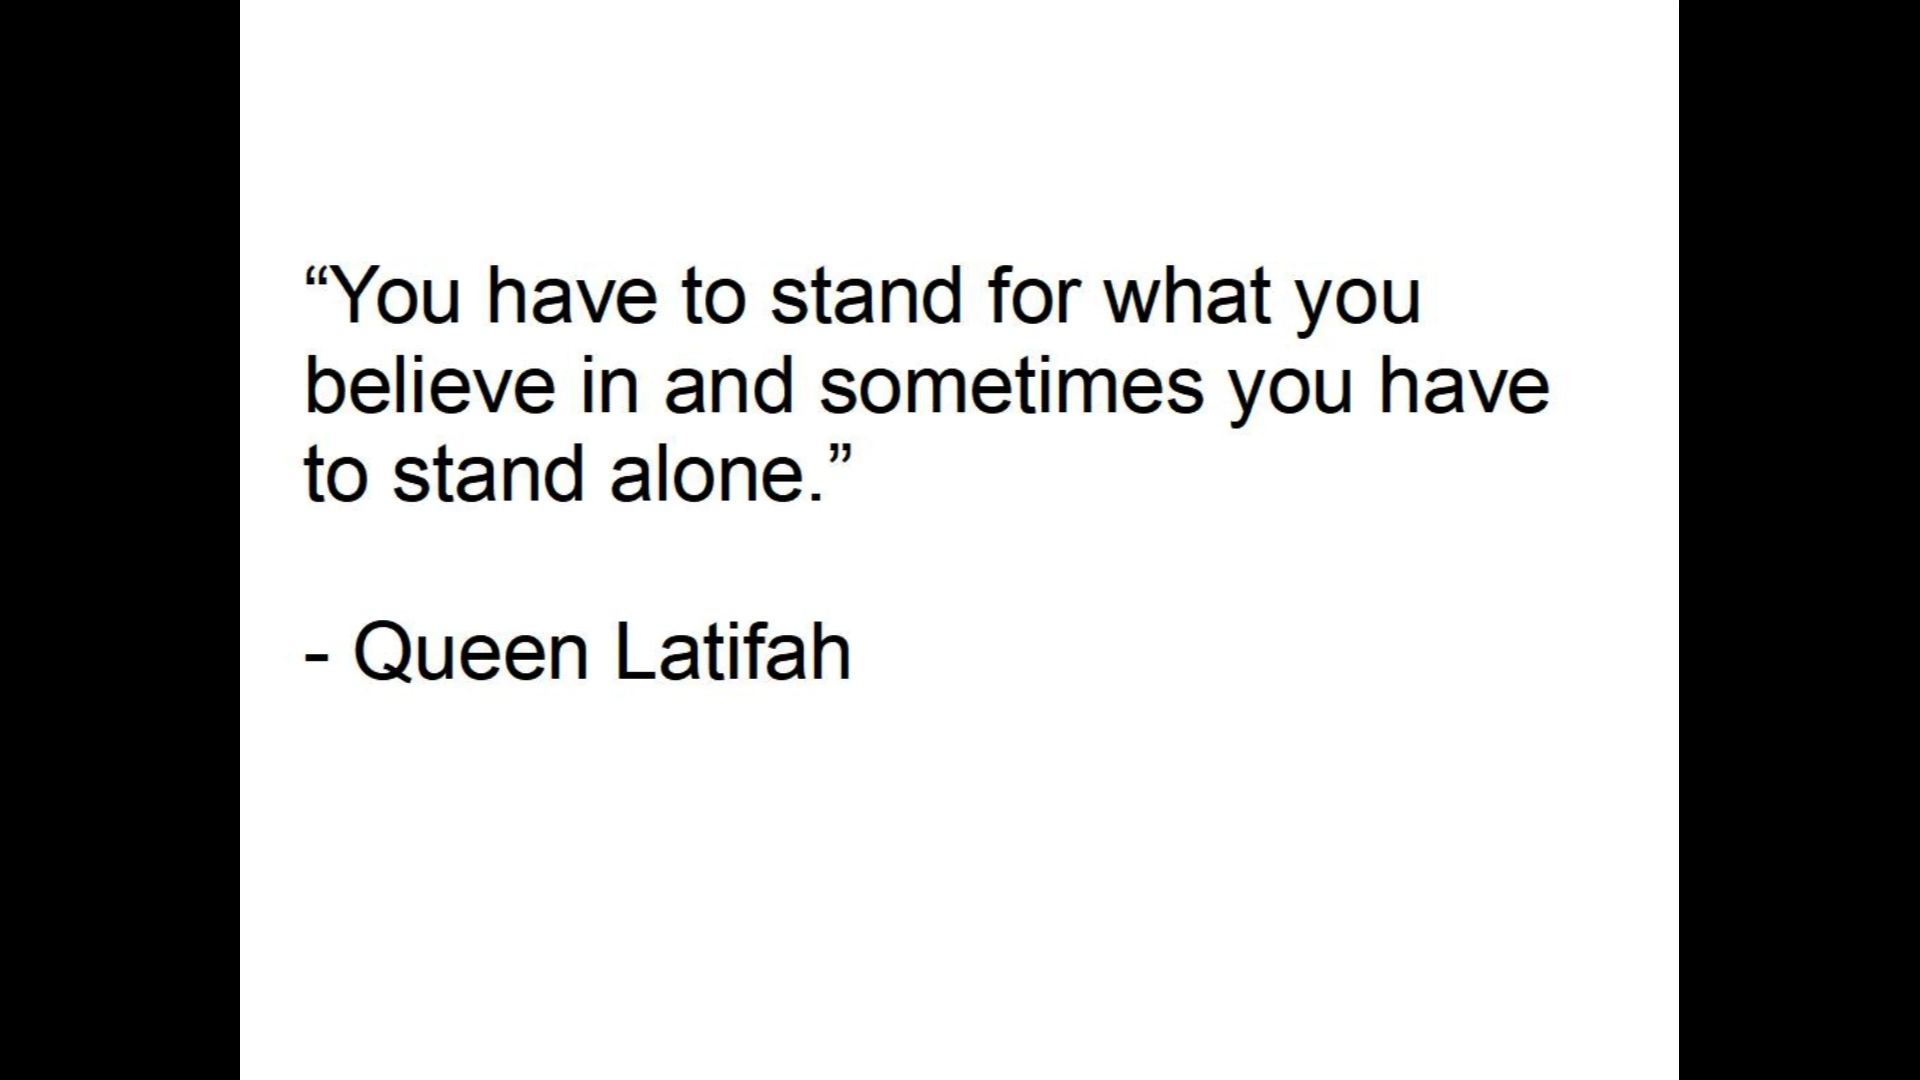 “You have to stand for what you
believe in and sometimes you have
to stand alone.”
- Queen Latifah